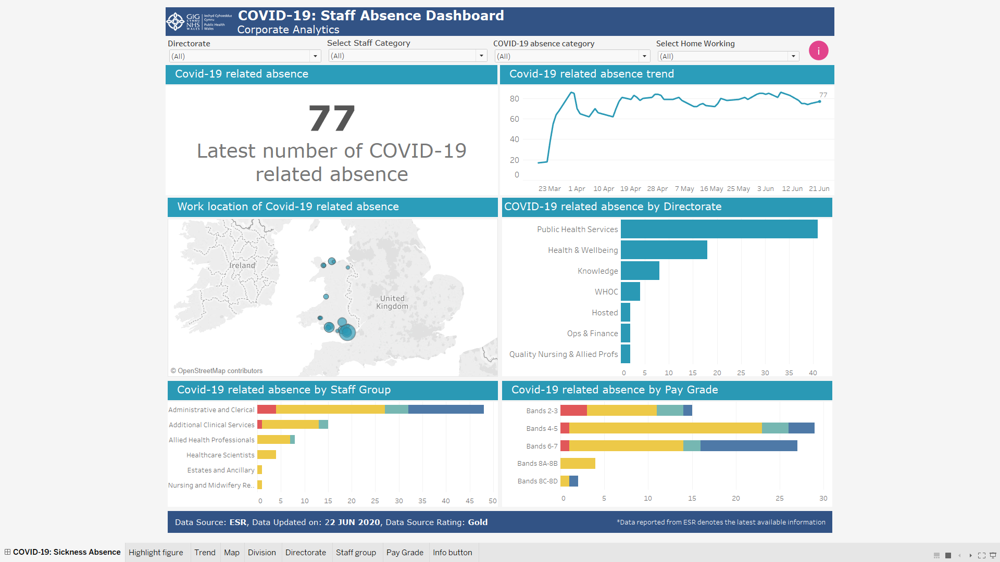 GIG
CYMRU
NHS
WALES
Iechyd Cyhoeddus
Cymru
Public Health
Wales
COVID-19: Staff Absence Dashboard
Corporate Analytics
Directorate
(All)
Select Staff Category
(All)
COVID-19 absence category
(All)
Select Home Working
(All)
i
Covid-19 related absence
77
Latest number of COVID-19
related absence
Covid-19 related absence trend
80
60
40
20
0
77
23 Mar 1 Apr 10 Apr 19 Apr 28 Apr 7 May 16 May 25 May 3 Jun 12 Jun 21 Jun
Work location of Covid-19 related absence
Ireland
United
Kingdom
© OpenStreetMap contributors
COVID-19 related absence by Directorate
Public Health Services
Health & Wellbeing
Knowledge
WHOC
Hosted
Ops & Finance
Quality Nursing & Allied Profs
0 5 10 15 20 25 30 35 40
Covid-19 related absence by Staff Group
Administrative and Clerical
Additional Clinical Services
Allied Health Professionals
Healthcare Scientists
Estates and Ancillary
Nursing and Midwifery Re..
0 5 10 15 20 25 30 35 40 45 50
Covid-19 related absence by Pay Grade
Bands 2-3
Bands 4-5
Bands 6-7
Bands 8A-8B
Bands 8C-8D
0 5 10 15 20 25 30
Data Source: ESR, Data Updated on: 22 JUN 2020, Data Source Rating: Gold
*Data reported from ESR denotes the latest available information
COVID-19: Sickness Absence Highlight figure Trend Map Division Directorate Staff group Pay Grade Info button